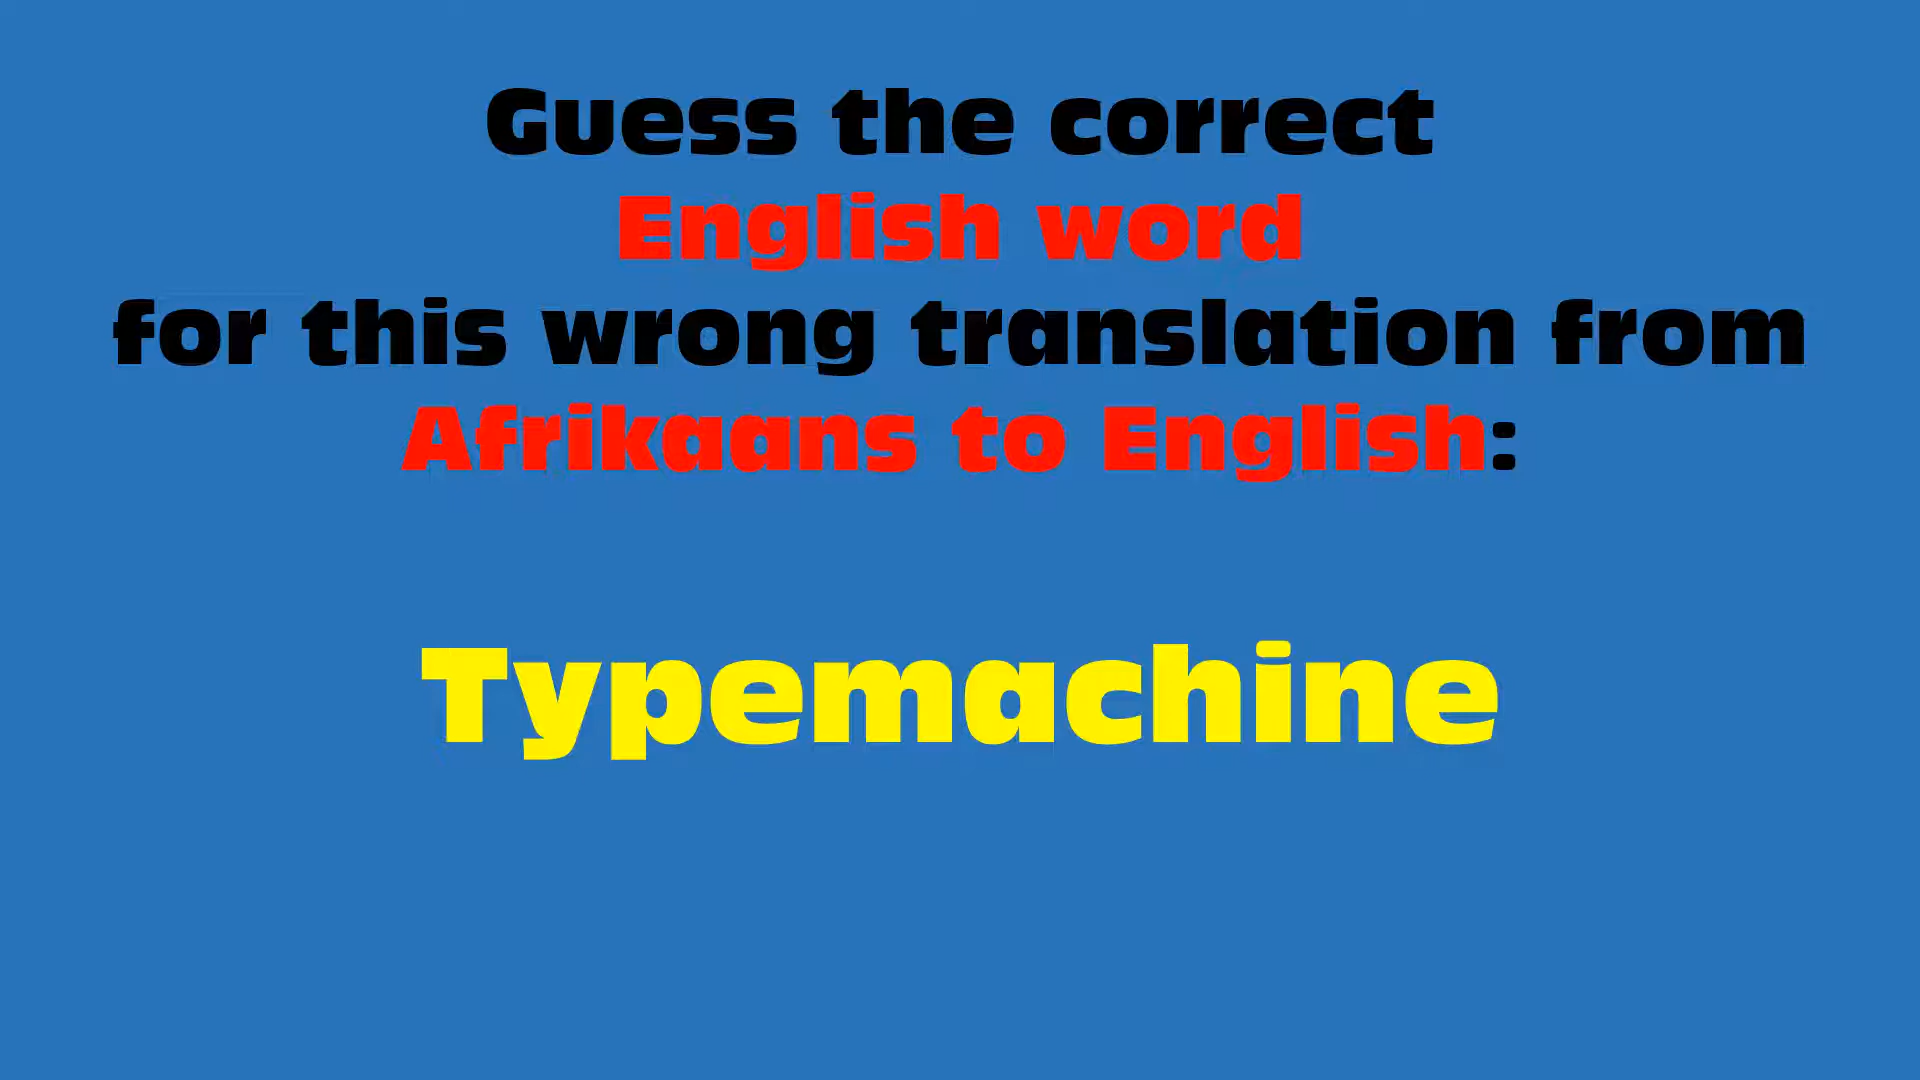 Guess the correct
English word
for this wrong translation from
Afrikaans to English:
Typemachine